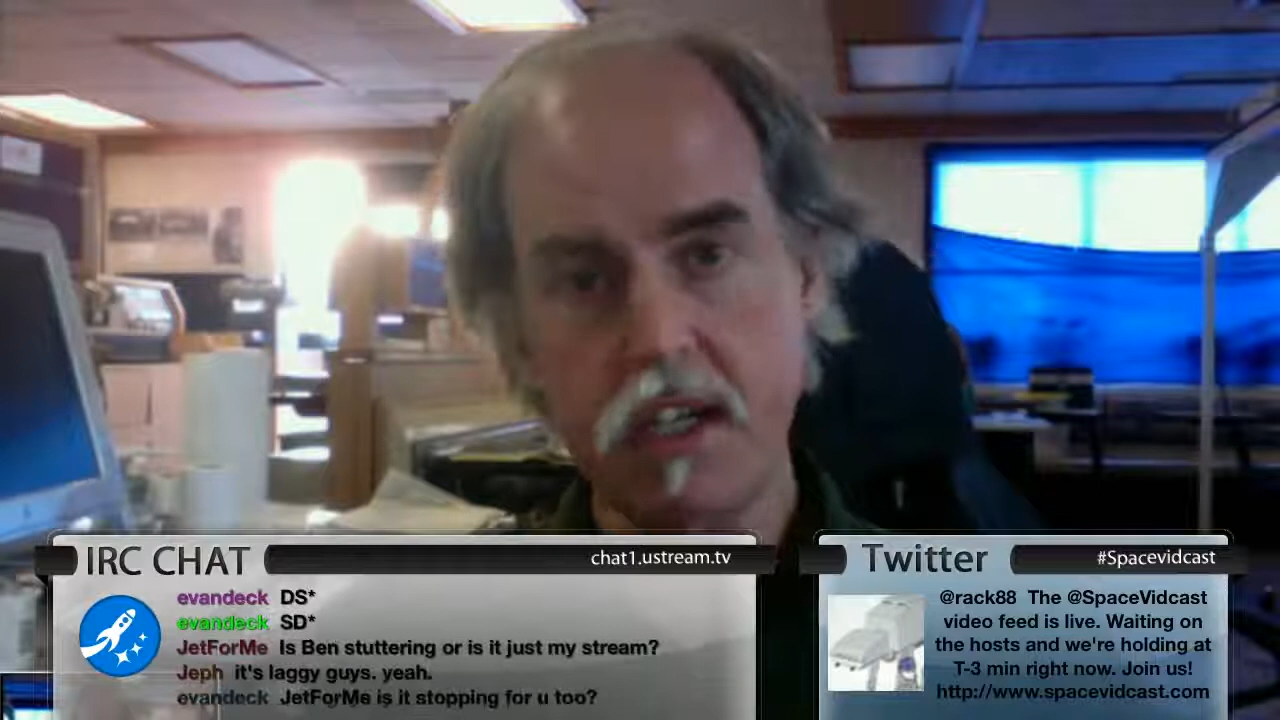 IRC CHAT
chat1.ustream.tv
evandeck DS*
evandeck SD*
JetForMe Is Ben stuttering or is it just my stream?
Jeph it's laggy guys. yeah.
evandeck JetForMe is it stopping for u too?
Twitter
#Spacevidcast
@rack88 The @SpaceVidcast
video feed is live. Waiting on
the hosts and we're holding at
T-3 min right now. Join us!
http://www.spacevidcast.com